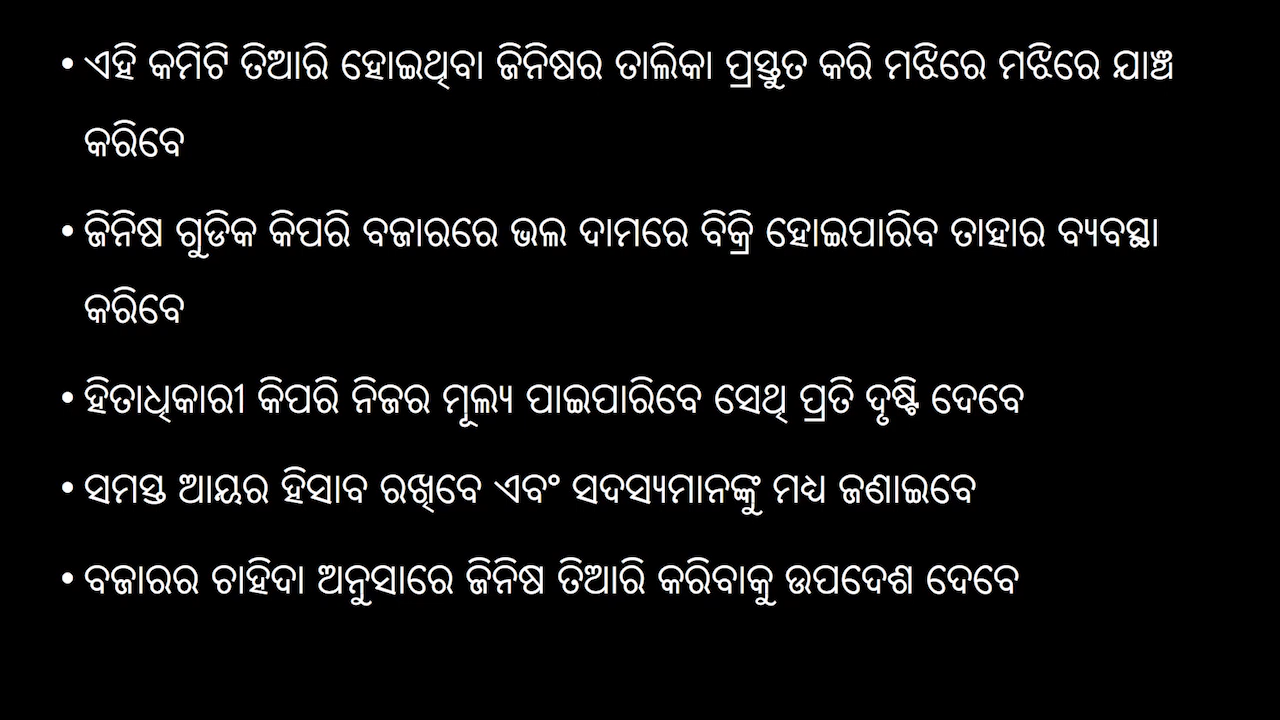 • ଏହି କମିଟି ତିଆରି ହୋଇଥିବା ଜିନିଷର ତାଲିକା ପ୍ରସ୍ତୁତ କରି ମଝିରେ ମଝିରେ ଯାଞ୍ଚ
କରିବେ
• ଜିନିଷ ଗୁଡିକ କିପରି ବଜାରରେ ଭଲ ଦାମରେ ବିକ୍ରି ହୋଇପାରିବ ତାହାର ବ୍ୟବସ୍ଥା
କରିବେ
• ହିତାଧିକାରୀ କିପରି ନିଜର ମୂଲ୍ୟ ପାଇପାରିବେ ସେଥି ପ୍ରତି ଦୃଷ୍ଟି ଦେବେ
• ସମସ୍ତ ଆୟର ହିସାବ ରଖିବେ ଏବଂ ସଦସ୍ୟମାନଙ୍କୁ ମଧ୍ୟ ଜଣାଇବେ
• ବଜାରର ଚାହିଦା ଅନୁସାରେ ଜିନିଷ ତିଆରି କରିବାକୁ ଉପଦେଶ ଦେବେ